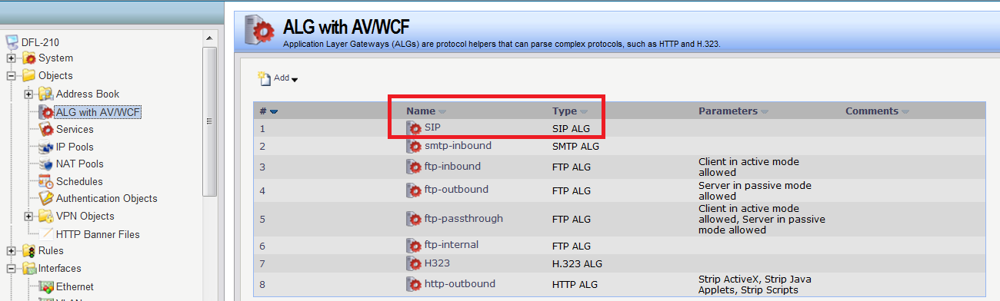 ALG with AV/WCF
Application Layer Gateways (ALGs) are protocol helpers that can parse complex protocols, such as HTTP and H.323.
DFL-210
System
Objects
Address Book
ALG with AV/WCF
Services
IP Pools
NAT Pools
Schedules
Authentication Objects
VPN Objects
HTTP Banner Files
Rules
Interfaces
Ethernet
Add
# Name Type Parameters Comments
1 SIP SIP ALG
2 smtp-inbound SMTP ALG
3 ftp-inbound FTP ALG Client in active mode
allowed
4 ftp-outbound FTP ALG Server in passive mode
allowed
5 ftp-passthrough FTP ALG Client in active mode
allowed, Server in passive
mode allowed
6 ftp-internal FTP ALG
7 H323 H.323 ALG
8 http-outbound HTTP ALG Strip ActiveX, Strip Java
Applets, Strip Scripts